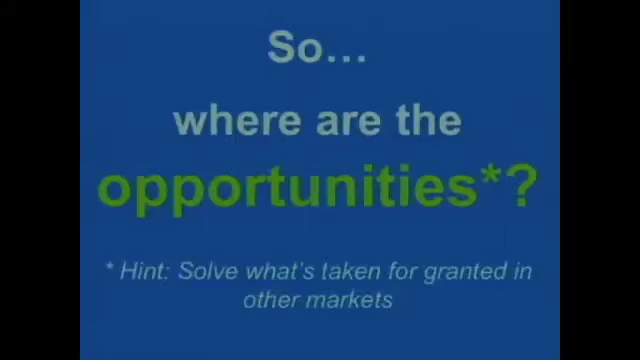 So…
where are the
opportunities*?
* Hint: Solve what's taken for granted in
other markets